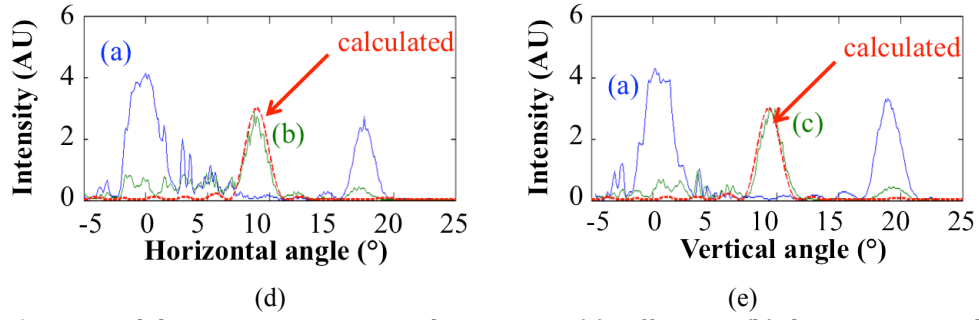 6
4
2
0
Intensity (AU)
(a)
calculated
(b)
-5 0 5 10 15 20 25
Horizontal angle (°)
(d)
6
4
2
0
Intensity (AU)
(a)
calculated
(c)
-5 0 5 10 15 20 25
Vertical angle (°)
(e)